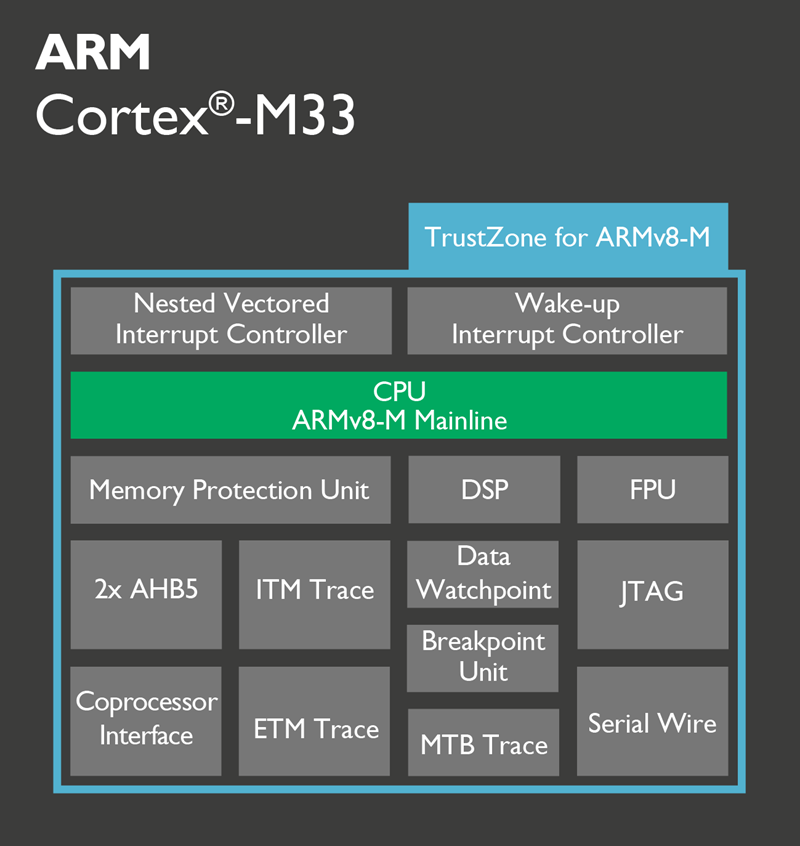 ARM
Cortex®-M33
TrustZone for ARMv8-M
Nested Vectored
Interrupt Controller
Wake-up
Interrupt Controller
CPU
ARMv8-M Mainline
Memory Protection Unit
DSP
FPU
2x AHB5
ITM Trace
Data
Watchpoint
JTAG
Breakpoint
Unit
Coprocessor
Interface
ETM Trace
MTB Trace
Serial Wire